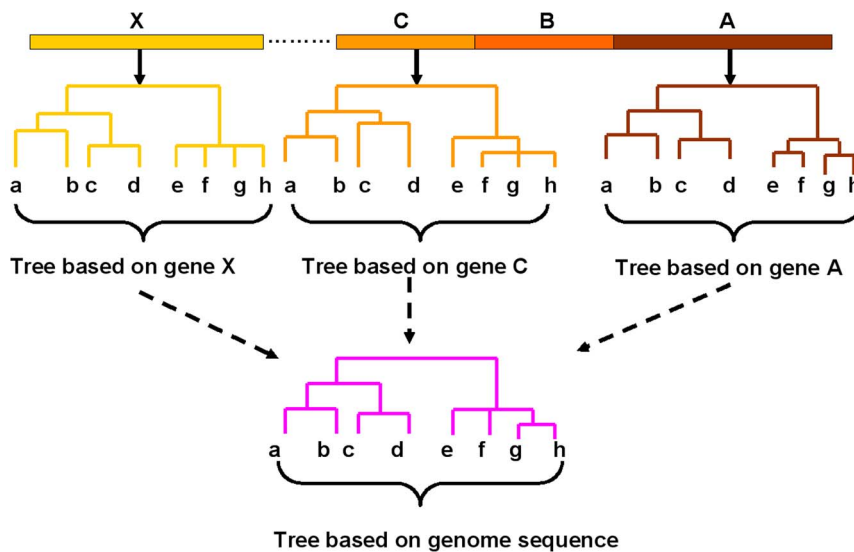 X C B A
a b c d e f g h a b c d e f g h a b c d e f g h
Tree based on gene X Tree based on gene C Tree based on gene A
a b c d e f g h
Tree based on genome sequence